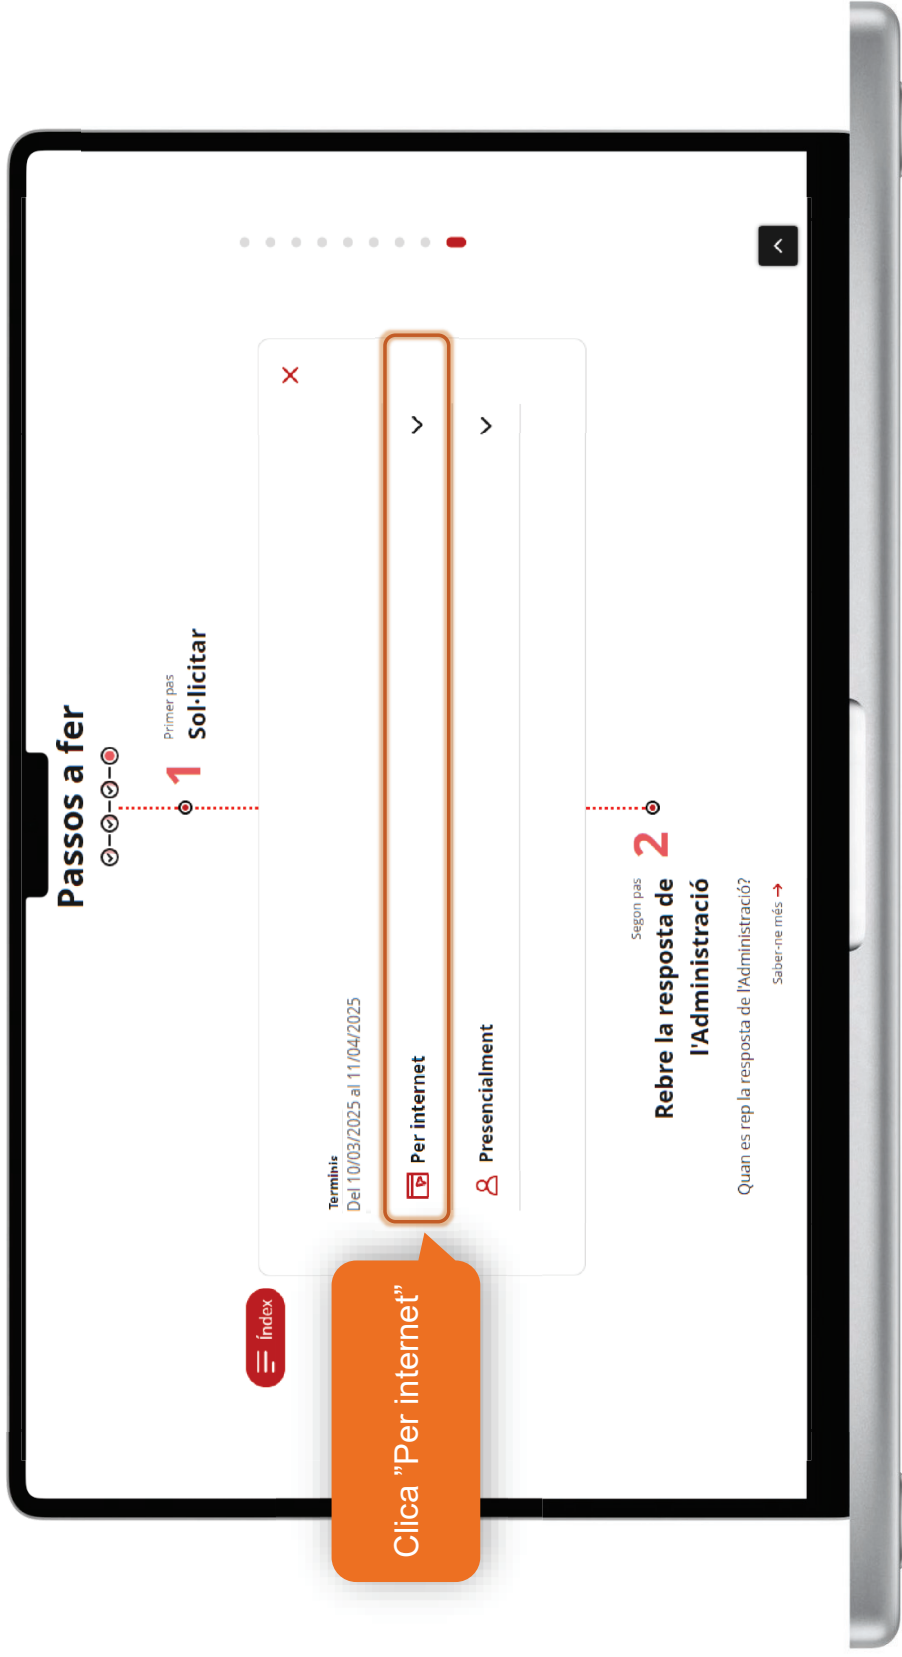 Passos a fer
1
Primer pas
Sol·licitar
Índex
Terminis
Del 10/03/2025 al 11/04/2025
Per internet
Presencialment
Clica ”Per internet”
Segon pas
2
Rebre la resposta de
l'Administració
Quan es rep la resposta de l'Administració?
Saber-ne més →